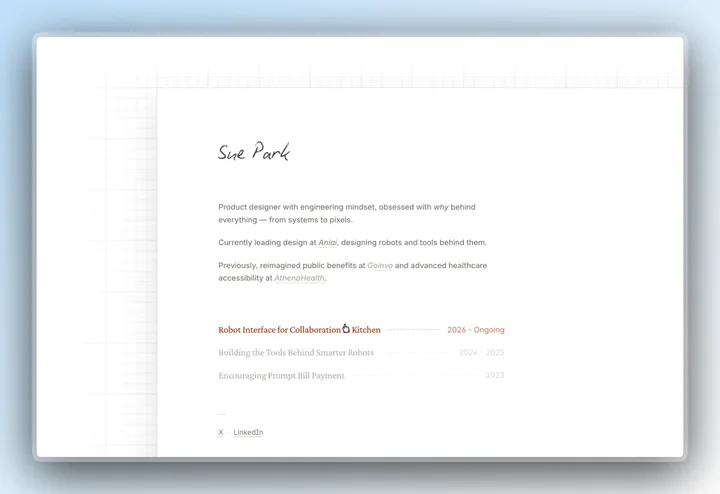 Sue Park
Product designer with engineering mindset, obsessed with why behind
everything — from systems to pixels.
Currently leading design at Aniai, designing robots and tools behind them.
Previously, reimagined public benefits at Goinvo and advanced healthcare
accessibility at AthenaHealth.
Robot Interface for Collaboration Kitchen 2026 - Ongoing
Building the Tools Behind Smarter Robots 2024 - 2025
Encouraging Prompt Bill Payment 2023
—
X · LinkedIn